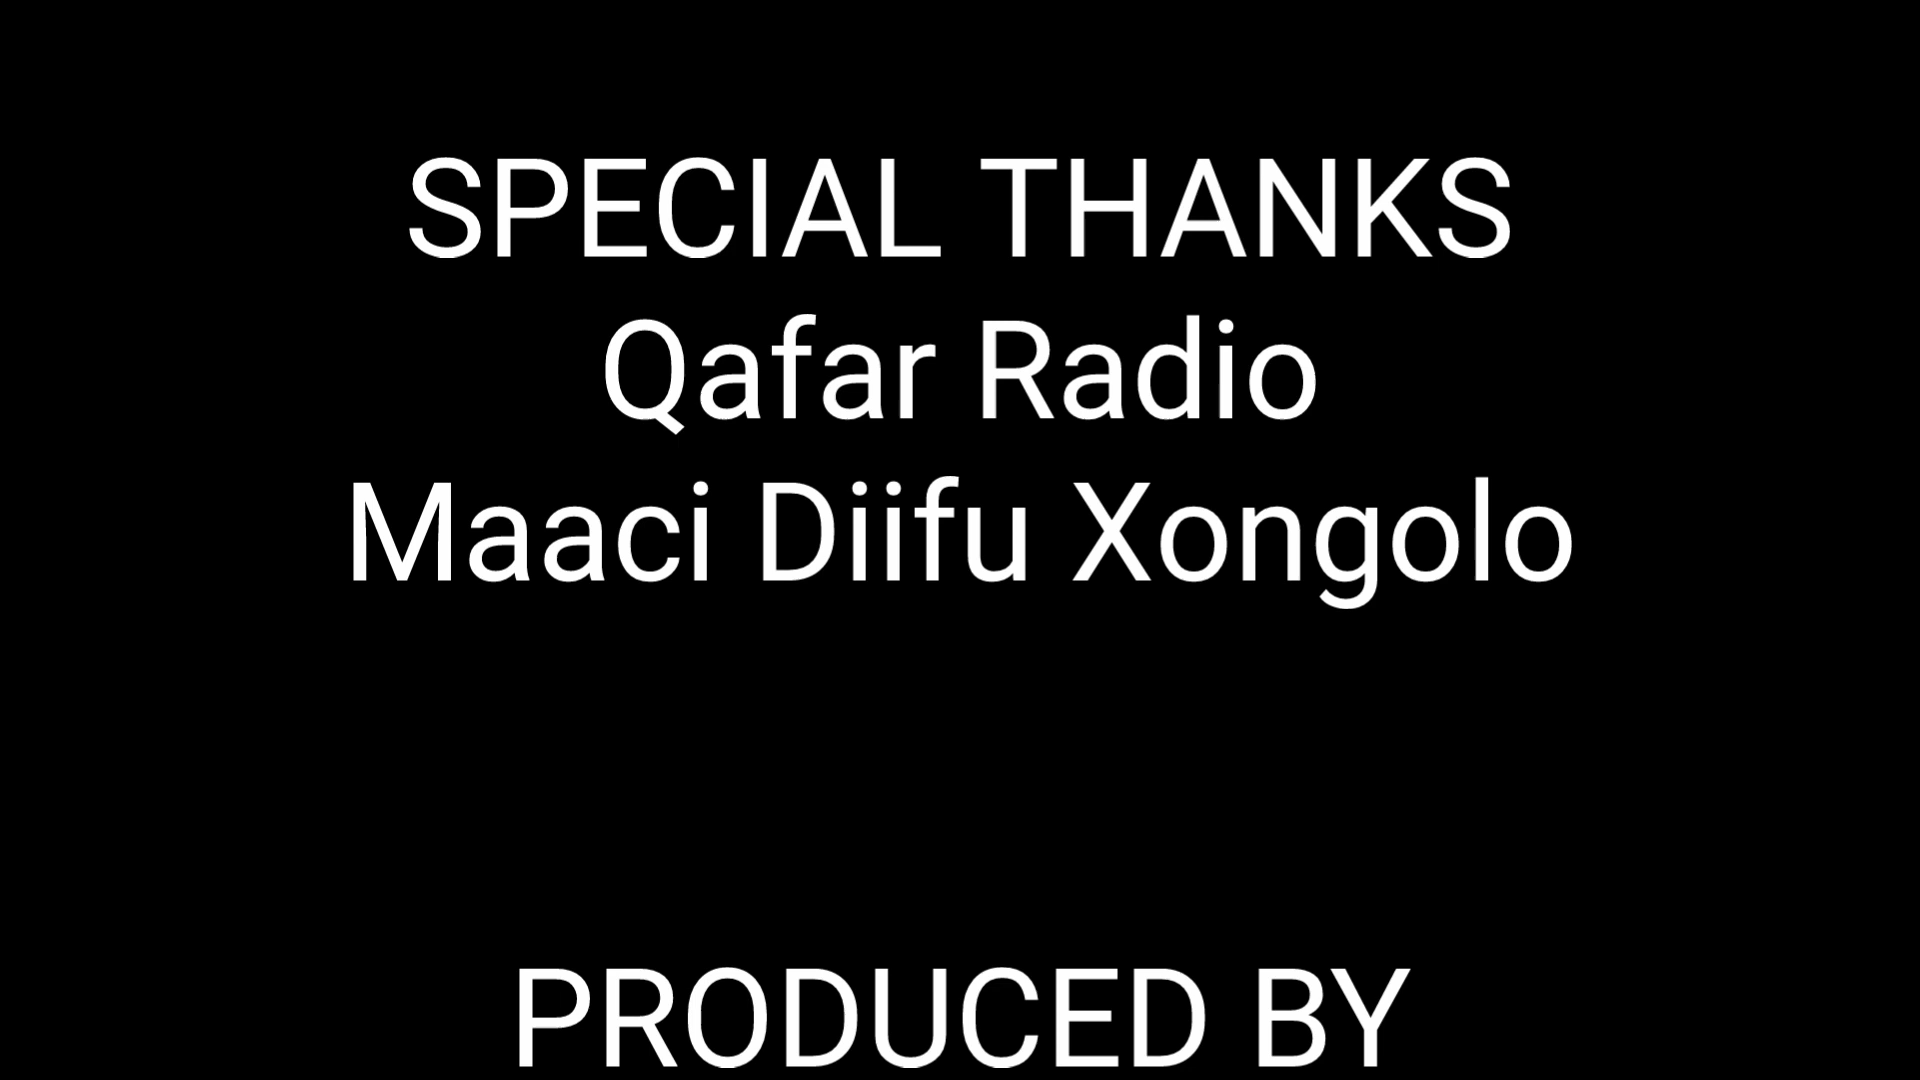 SPECIAL THANKS
Qafar Radio
Maaci Diifu Xongolo
PRODUCED BY